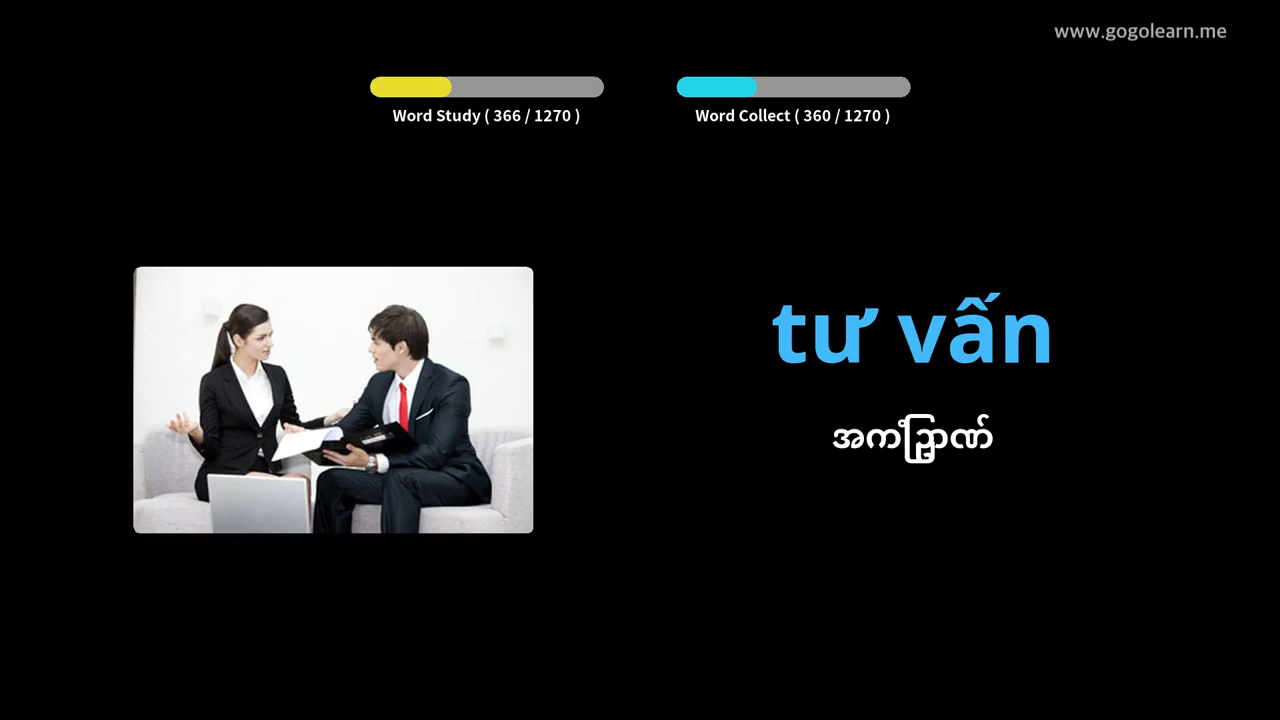 www.gogolearn.me
Word Study ( 366 / 1270 )
Word Collect ( 360 / 1270 )
tư vấn
အကံဉာဏ်